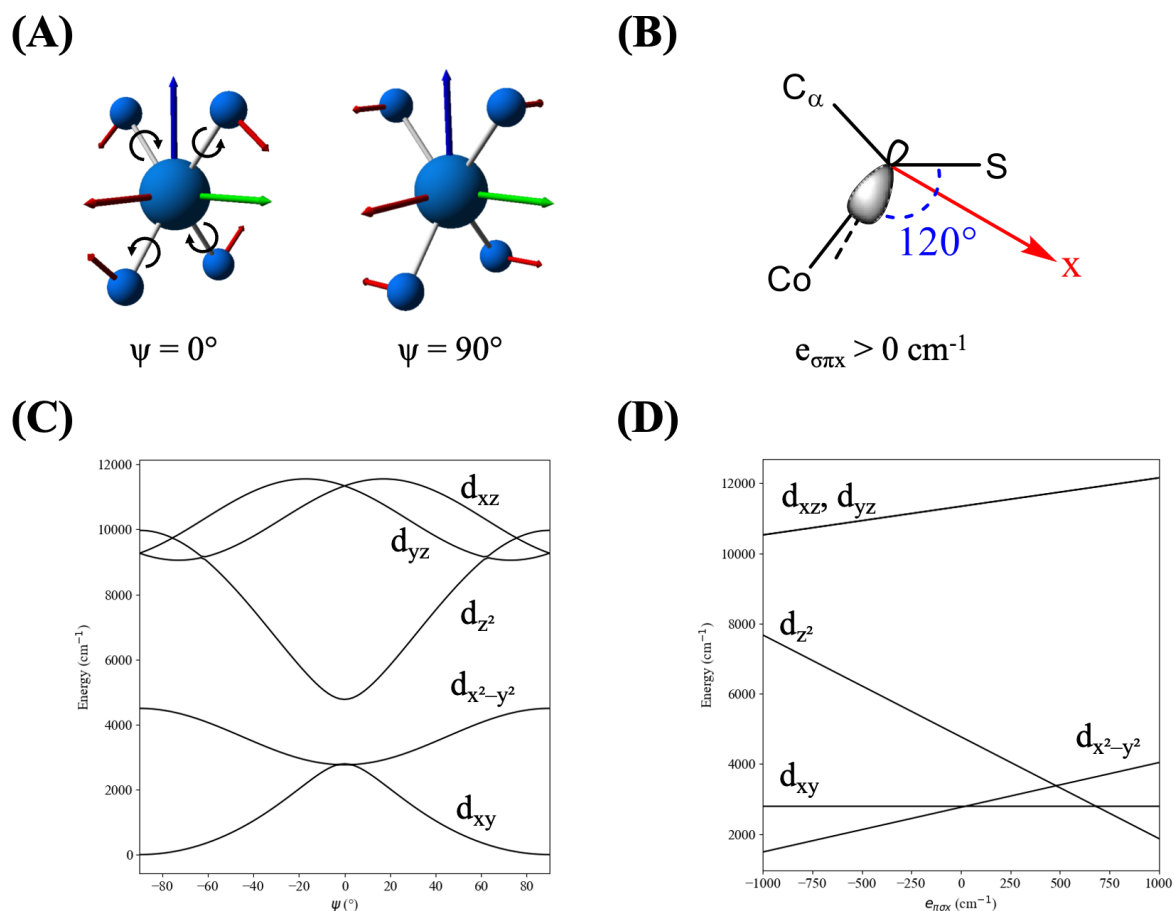 (A)
(B)
ψ = 0°
ψ = 90°
Cα
S
120°
x
Co
eσπx > 0 cm-1
(C)
(D)
12000
10000
8000
6000
4000
2000
0
Energy (cm−1)
dxz
dyz
dz²
dx²–y²
dxy
−80 −60 −40 −20 0 20 40 60 80
ψ (°)
12000
10000
8000
6000
4000
2000
Energy (cm−1)
dxz, dyz
dz²
dx²–y²
dxy
−1000 −750 −500 −250 0 250 500 750 1000
eπσx (cm−1)